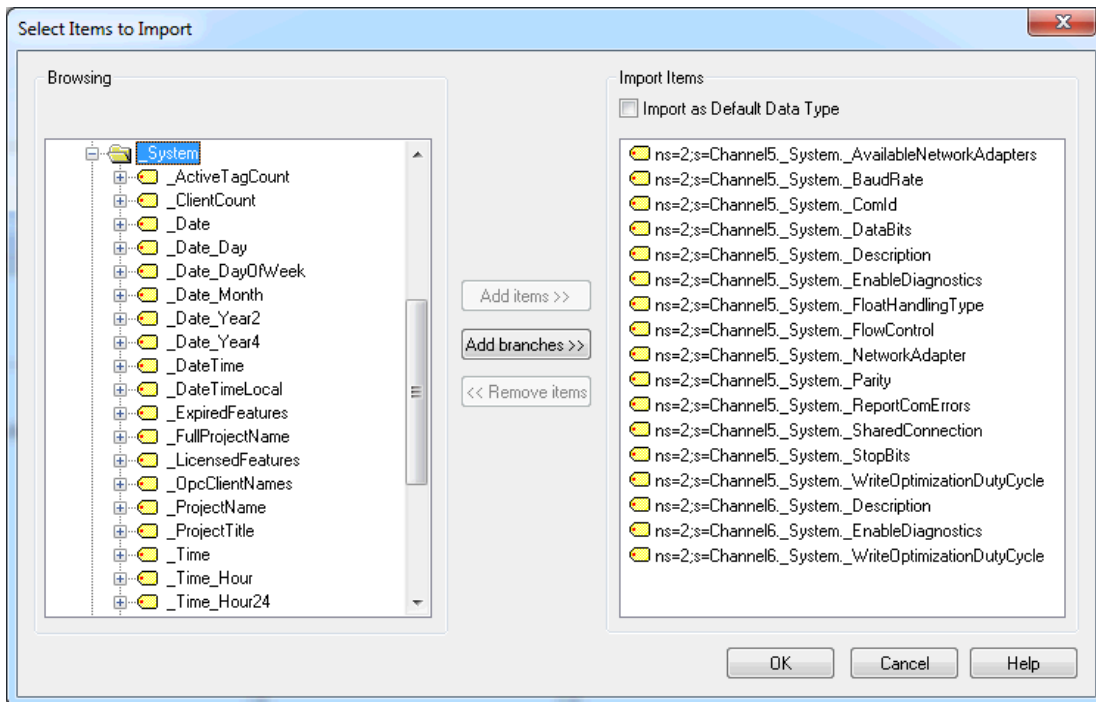 Select Items to Import
Browsing
_System
_ActiveTagCount
_ClientCount
_Date
_Date_Day
_Date_DayOfWeek
_Date_Month
_Date_Year2
_Date_Year4
_DateTime
_DateTimeLocal
_ExpiredFeatures
_FullProjectName
_LicensedFeatures
_OpcClientNames
_ProjectName
_ProjectTitle
_Time
_Time_Hour
_Time_Hour24
Add items >>
Add branches >>
<< Remove items
Import Items
Import as Default Data Type
ns=2;s=Channel5._System._AvailableNetworkAdapters
ns=2;s=Channel5._System._BaudRate
ns=2;s=Channel5._System._ComId
ns=2;s=Channel5._System._DataBits
ns=2;s=Channel5._System._Description
ns=2;s=Channel5._System._EnableDiagnostics
ns=2;s=Channel5._System._FloatHandlingType
ns=2;s=Channel5._System._FlowControl
ns=2;s=Channel5._System._NetworkAdapter
ns=2;s=Channel5._System._Parity
ns=2;s=Channel5._System._ReportComErrors
ns=2;s=Channel5._System._SharedConnection
ns=2;s=Channel5._System._StopBits
ns=2;s=Channel5._System._WriteOptimizationDutyCycle
ns=2;s=Channel6._System._Description
ns=2;s=Channel6._System._EnableDiagnostics
ns=2;s=Channel6._System._WriteOptimizationDutyCycle
OK
Cancel
Help